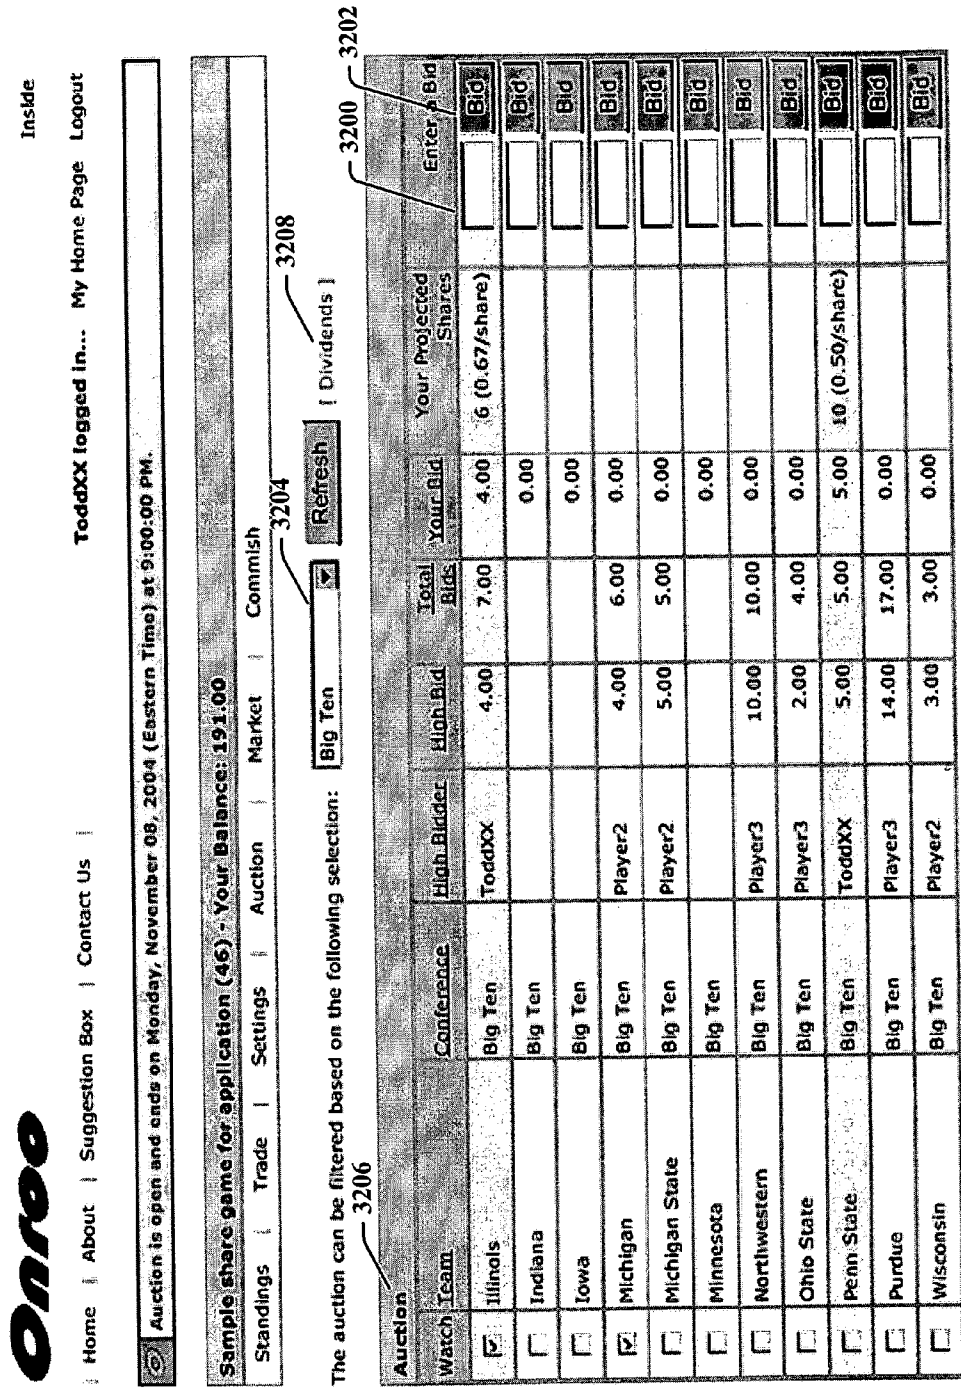 Onroo
Inside
Home | About | Suggestion Box | Contact Us |
ToddXX logged in... My Home Page Logout
Auction is open and ends on Monday, November 08, 2004 (Eastern Time) at 9:00:00 PM.
Sample share game for application (46) - Your Balance: 191.00
Standings | Trade | Settings | Auction | Market | Commish
The auction can be filtered based on the following selection: Big Ten Refresh [ Dividends ]
3206 3204 3208 3200 3202
Auction
Watch Team Conference High Bidder High Bid Total Bids Your Bid Your Projected Shares Enter a Bid
Illinois Big Ten ToddXX 4.00 7.00 4.00 6 (0.67/share) Bid
Indiana Big Ten 0.00 Bid
Iowa Big Ten 0.00 Bid
Michigan Big Ten Player2 4.00 6.00 0.00 Bid
Michigan State Big Ten Player2 5.00 5.00 0.00 Bid
Minnesota Big Ten 0.00 Bid
Northwestern Big Ten Player3 10.00 10.00 0.00 Bid
Ohio State Big Ten Player3 2.00 4.00 0.00 Bid
Penn State Big Ten ToddXX 5.00 5.00 5.00 10 (0.50/share) Bid
Purdue Big Ten Player3 14.00 17.00 0.00 Bid
Wisconsin Big Ten Player2 3.00 3.00 0.00 Bid